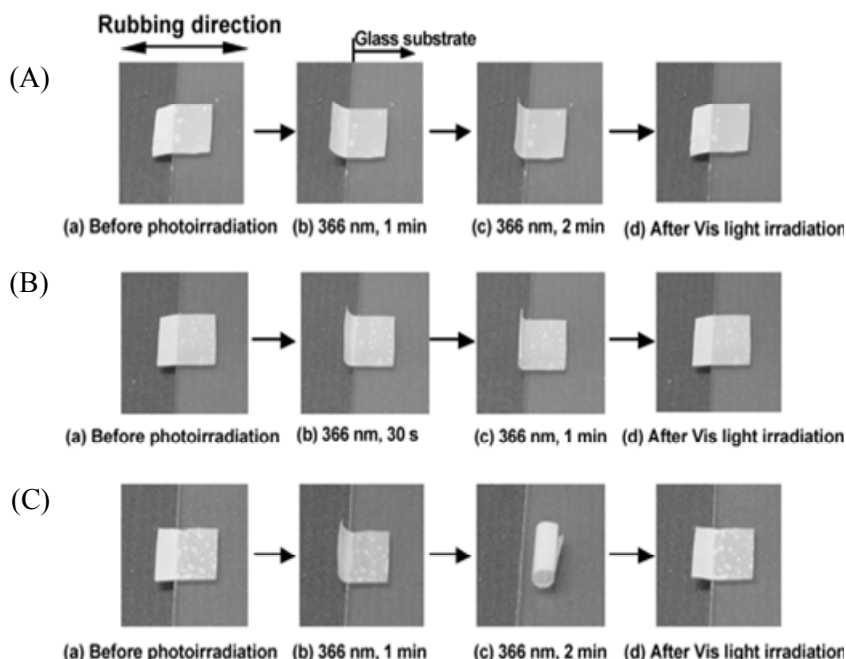 Rubbing direction
Glass substrate
(A)
(a) Before photoirradiation (b) 366 nm, 1 min (c) 366 nm, 2 min (d) After Vis light irradiation
(B)
(a) Before photoirradiation (b) 366 nm, 30 s (c) 366 nm, 1 min (d) After Vis light irradiation
(C)
(a) Before photoirradiation (b) 366 nm, 1 min (c) 366 nm, 2 min (d) After Vis light irradiation